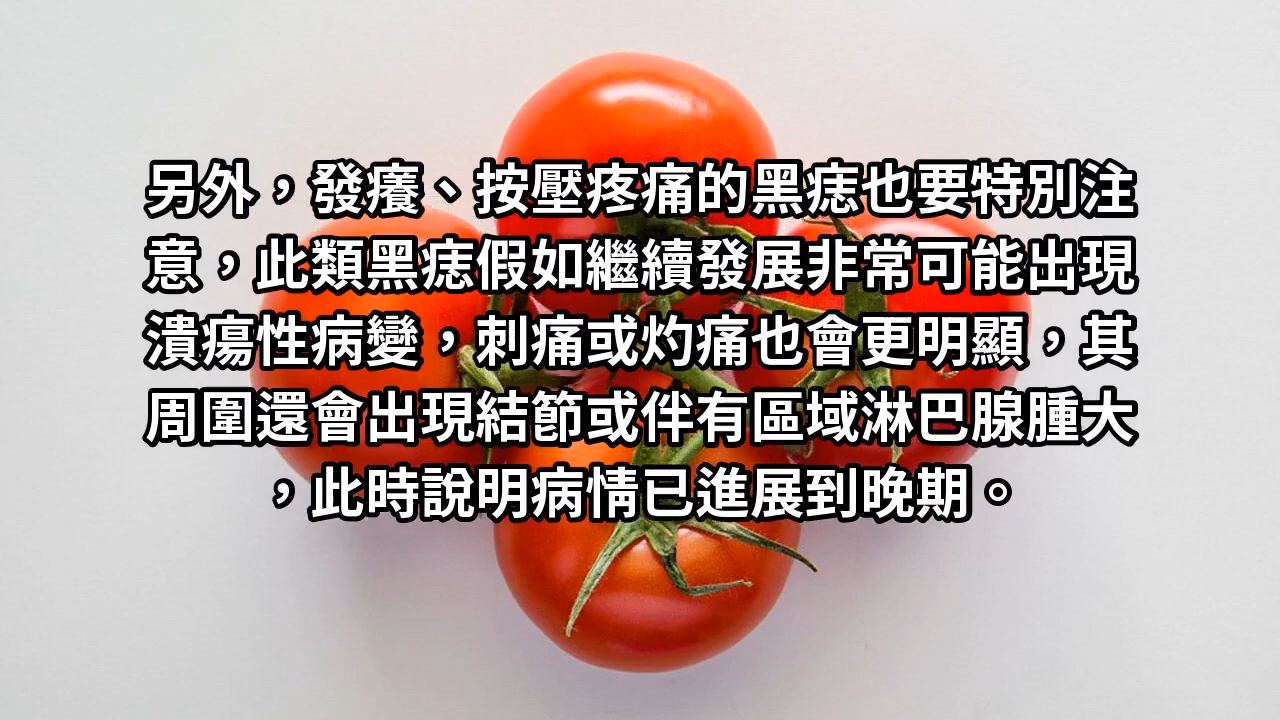 另外，發癢、按壓疼痛的黑痣也要特別注
意，此類黑痣假如繼續發展非常可能出現
潰瘍性病變，刺痛或灼痛也會更明顯，其
周圍還會出現結節或伴有區域淋巴腺腫大
，此時說明病情已進展到晚期。